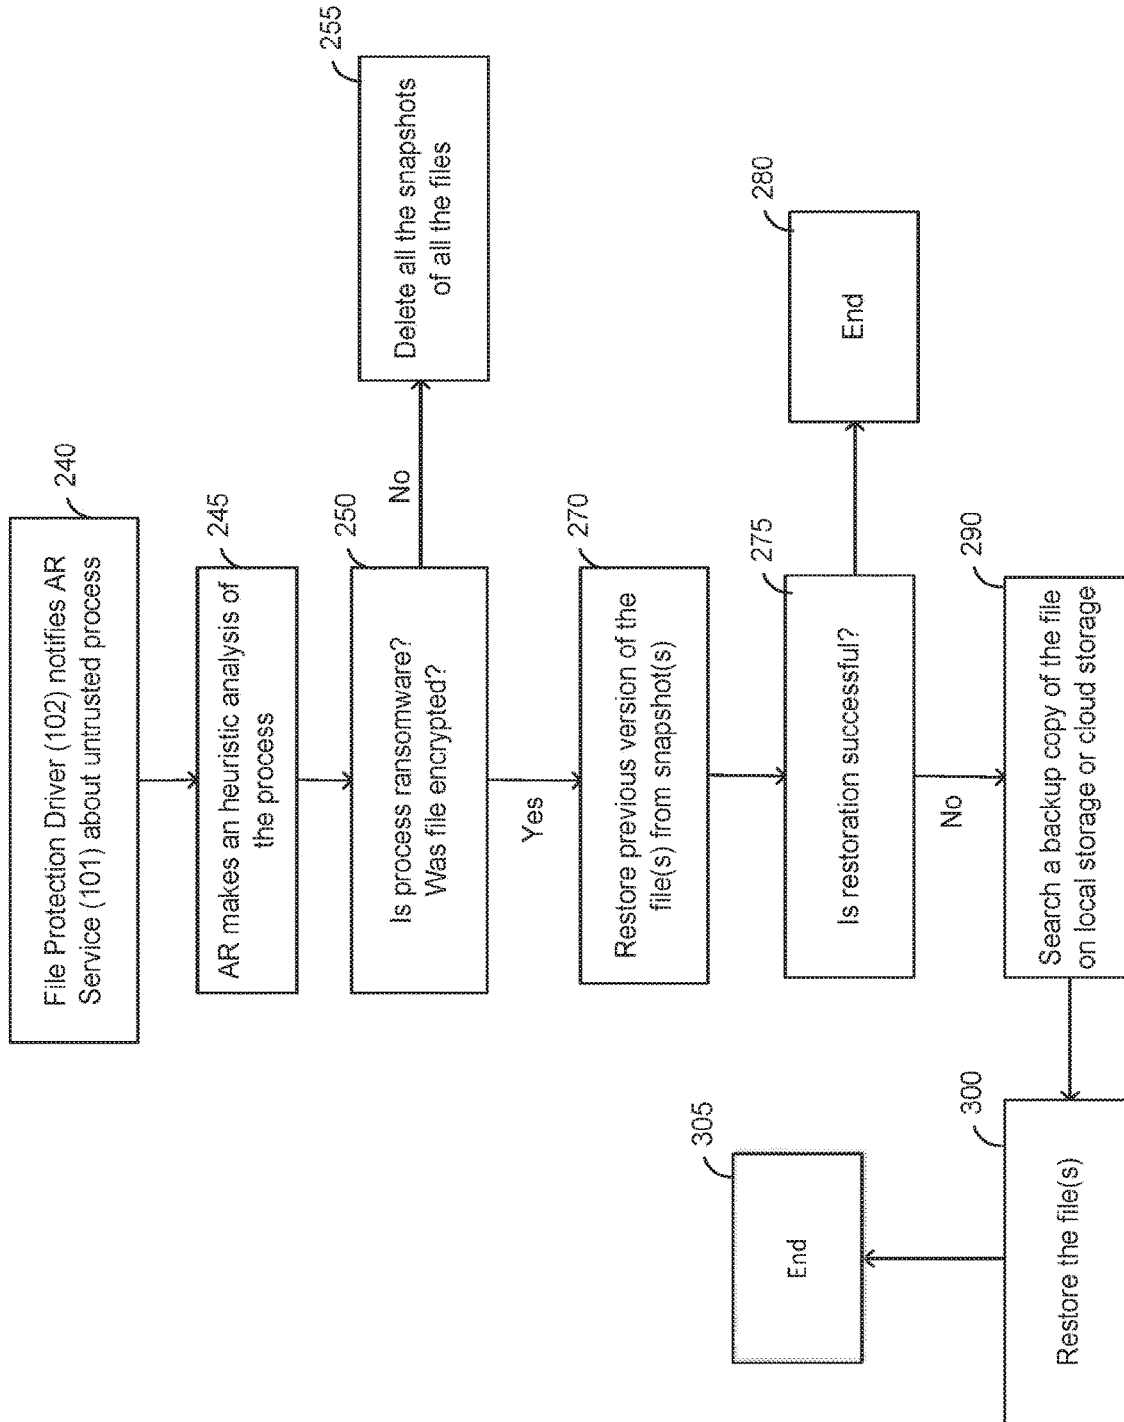 240
File Protection Driver (102) notifies AR
Service (101) about untrusted process
245
AR makes an heuristic analysis of
the process
250
Is process ransomware?
Was file encrypted?
No
255
Delete all the snapshots
of all the files
Yes
270
Restore previous version of the
file(s) from snapshot(s)
275
Is restoration successful?
280
End
No
290
Search a backup copy of the file
on local storage or cloud storage
300
Restore the file(s)
305
End